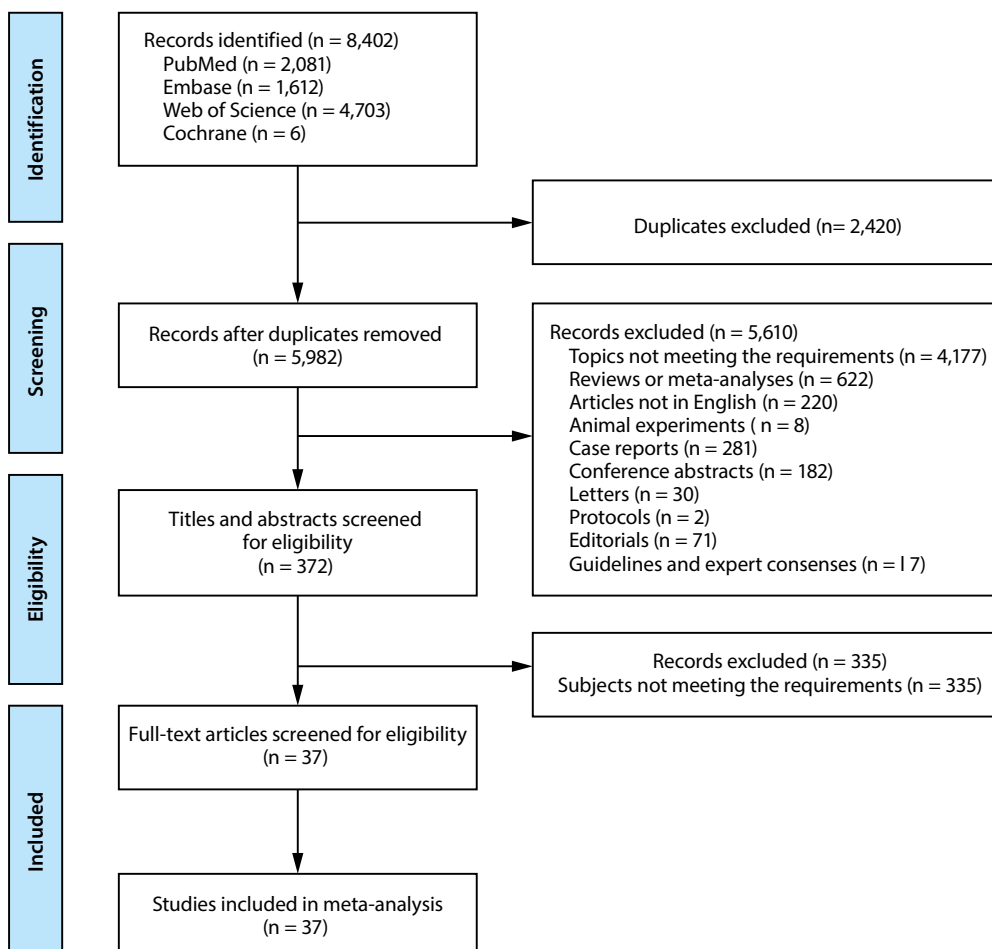 Identification
Records identified (n = 8,402)
PubMed (n = 2,081)
Embase (n = 1,612)
Web of Science (n = 4,703)
Cochrane (n = 6)
Duplicates excluded (n= 2,420)
Screening
Records after duplicates removed
(n = 5,982)
Records excluded (n = 5,610)
Topics not meeting the requirements (n = 4,177)
Reviews or meta-analyses (n = 622)
Articles not in English (n = 220)
Animal experiments ( n = 8)
Case reports (n = 281)
Conference abstracts (n = 182)
Letters (n = 30)
Protocols (n = 2)
Editorials (n = 71)
Guidelines and expert consenses (n = l 7)
Eligibility
Titles and abstracts screened
for eligibility
(n = 372)
Records excluded (n = 335)
Subjects not meeting the requirements (n = 335)
Included
Full-text articles screened for eligibility
(n = 37)
Studies included in meta-analysis
(n = 37)